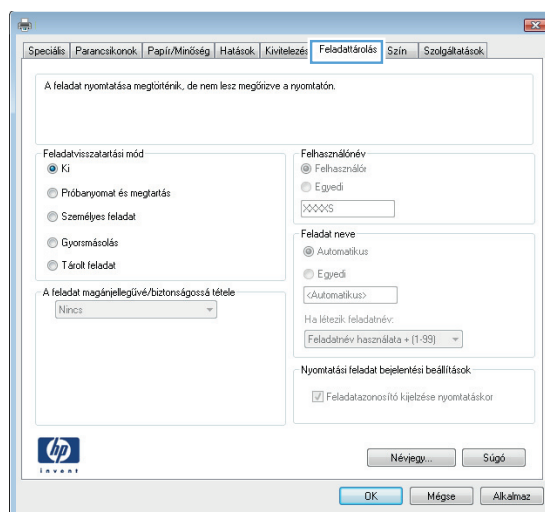 Speciális Parancsikonok Papír/Minőség Hatások Kivitelezés Feladattárolás Szín Szolgáltatások
A feladat nyomtatása megtörténik, de nem lesz megőrizve a nyomtatón.
Feladatvisszatartási mód
Ki
Próbanyomat és megtartás
Személyes feladat
Gyorsmásolás
Tárolt feladat
A feladat magánjellegűvé/biztonságossá tétele
Nincs
Felhasználónév
Felhasználór
Egyedi
XXXXS
Feladat neve
Automatikus
Egyedi
<Automatikus>
Ha létezik feladatnév:
Feladatnév használata + (1-99)
Nyomtatási feladat bejelentési beállítások
Feladatazonosító kijelzése nyomtatáskor
hp
invent
Névjegy... Súgó
OK Mégse Alkalmaz